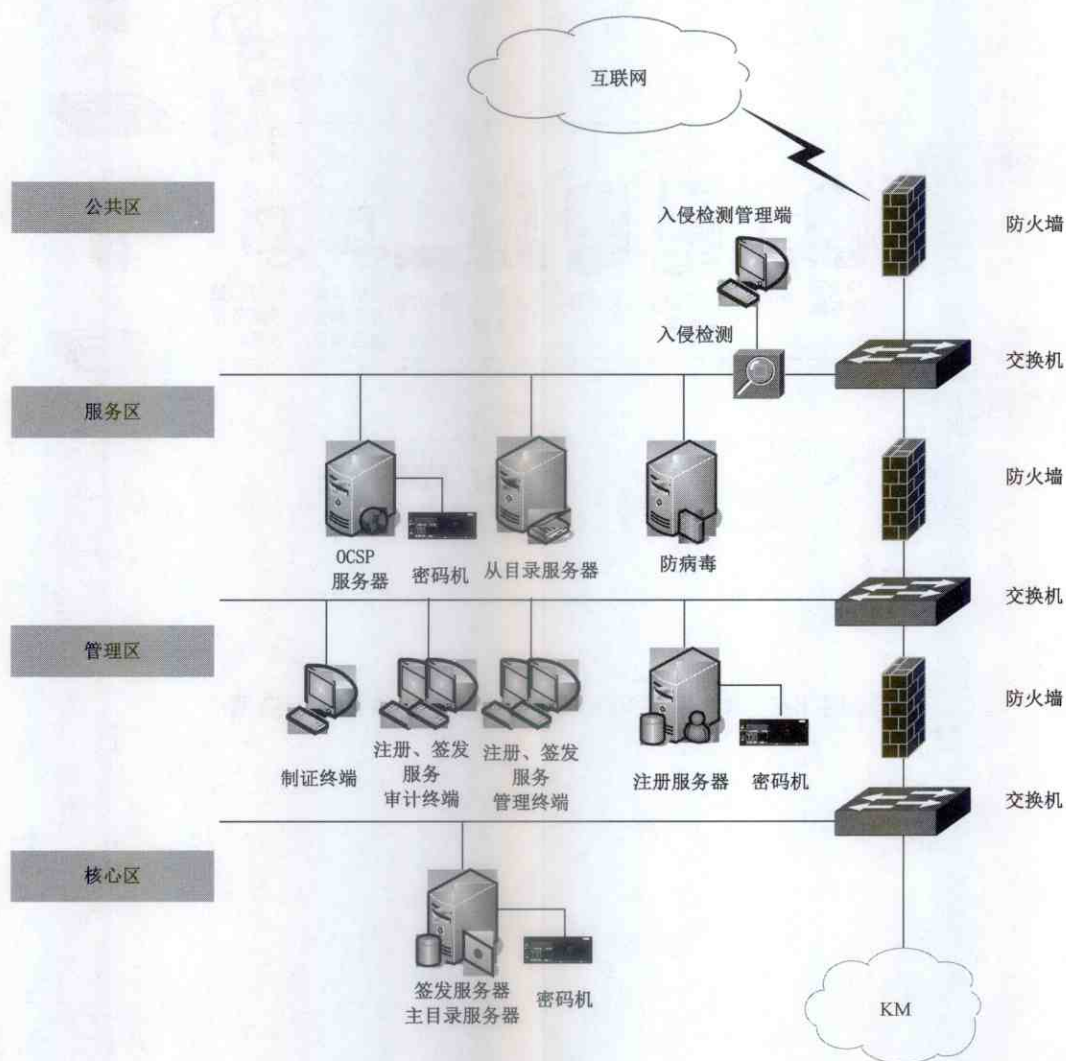 互联网
公共区
入侵检测管理端
防火墙
入侵检测
交换机
服务区
防火墙
OCSP
服务器
密码机
从目录服务器
防病毒
交换机
管理区
防火墙
制证终端
注册、签发
服务
审计终端
注册、签发
服务
管理终端
注册服务器
密码机
交换机
核心区
签发服务器
主目录服务器
密码机
KM